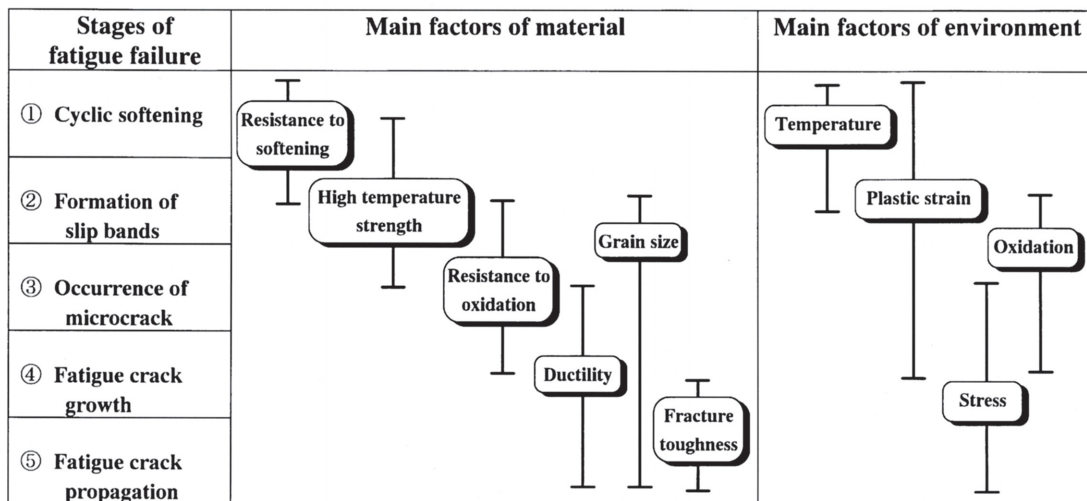 Stages of
fatigue failure
Main factors of material
Main factors of environment
① Cyclic softening
② Formation of
slip bands
③ Occurrence of
microcrack
④ Fatigue crack
growth
⑤ Fatigue crack
propagation
Resistance to
softening
High temperature
strength
Resistance to
oxidation
Ductility
Grain size
Fracture
toughness
Temperature
Plastic strain
Oxidation
Stress